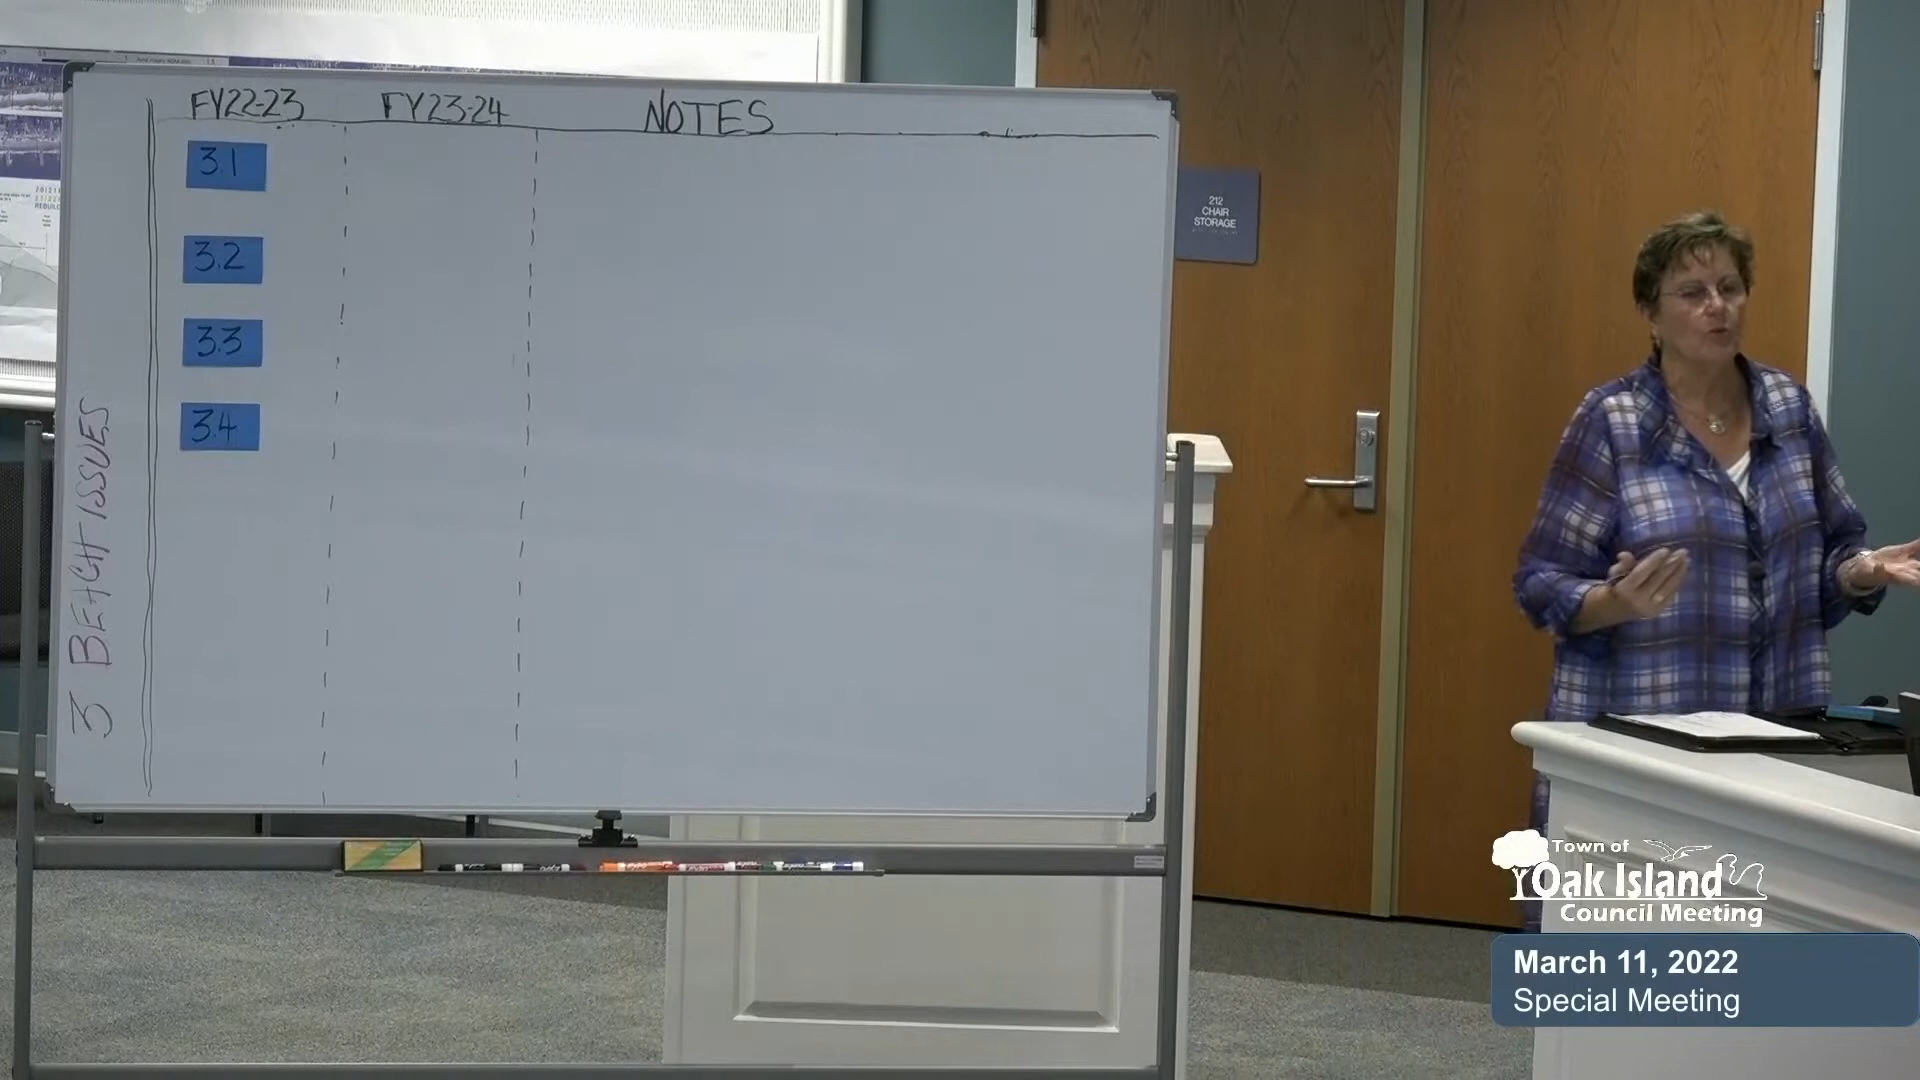 FY22-23 FY23-24 NOTES
3.1
3.2
3.3
3.4
3 BEACH ISSUES
212
CHAIR
STORAGE
REBUILD
Town of
Oak Island
Council Meeting
March 11, 2022
Special Meeting